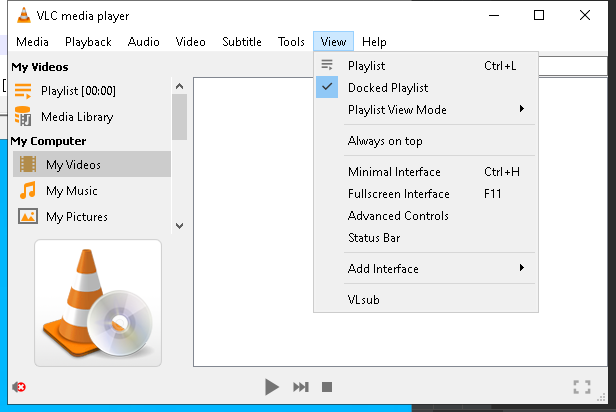 VLC media player
Media Playback Audio Video Subtitle Tools View Help
My Videos
Playlist [00:00]
Media Library
My Computer
My Videos
My Music
My Pictures
Playlist Ctrl+L
Docked Playlist
Playlist View Mode
Always on top
Minimal Interface Ctrl+H
Fullscreen Interface F11
Advanced Controls
Status Bar
Add Interface
VLsub